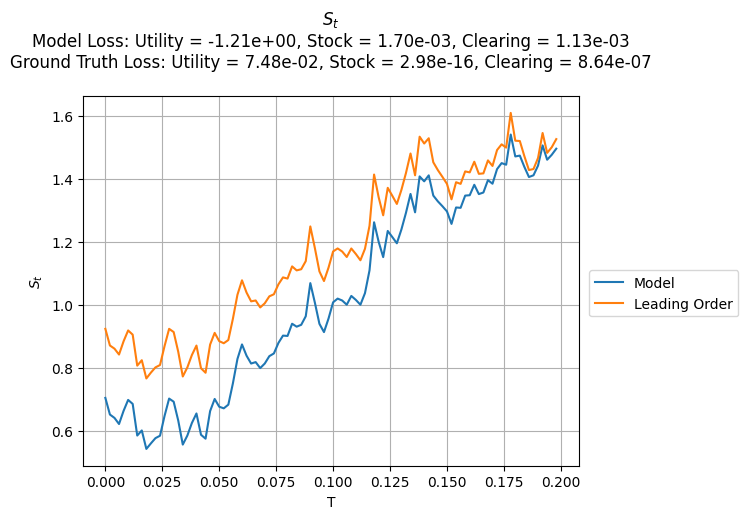 S_t
Model Loss: Utility = -1.21e+00, Stock = 1.70e-03, Clearing = 1.13e-03
Ground Truth Loss: Utility = 7.48e-02, Stock = 2.98e-16, Clearing = 8.64e-07
1.6
1.4
1.2
1.0
0.8
0.6
S_t
0.000 0.025 0.050 0.075 0.100 0.125 0.150 0.175 0.200
T
Model
Leading Order